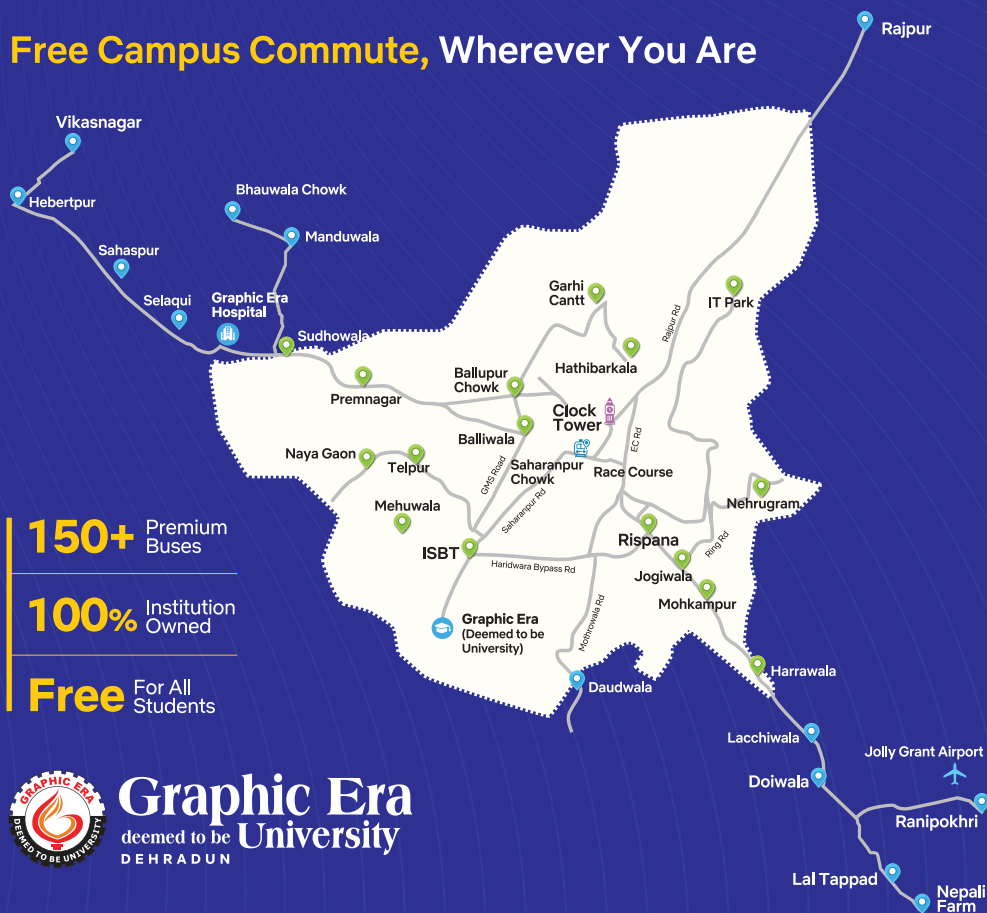 Free Campus Commute, Wherever You Are
Rajpur
Vikasnagar
Hebertpur
Bhauwala Chowk
Manduwala
Sahaspur
Selaqui
Graphic Era
Hospital
Sudhowala
Garhi
Cantt
IT Park
Rajpur Rd
Hathibarkala
Ballupur
Chowk
Premnagar
Clock
Tower
EC Rd
Balliwala
Naya Gaon
Telpur
GMS Road
Saharanpur
Chowk
Race Course
Saharanpur Rd
Nehrugram
Mehuwala
ISBT
Rispana
Ring Rd
Haridwara Bypass Rd
Jogiwala
Mohkampur
Graphic Era
(Deemed to be
University)
Mothrowala Rd
Daudwala
Harrawala
Lacchiwala
Doiwala
Jolly Grant Airport
Ranipokhri
Lal Tappad
Nepali
Farm
150+ Premium
Buses
100% Institution
Owned
Free For All
Students
GRAPHIC ERA
DEEMED TO BE UNIVERSITY
Graphic Era
deemed to be University
DEHRADUN